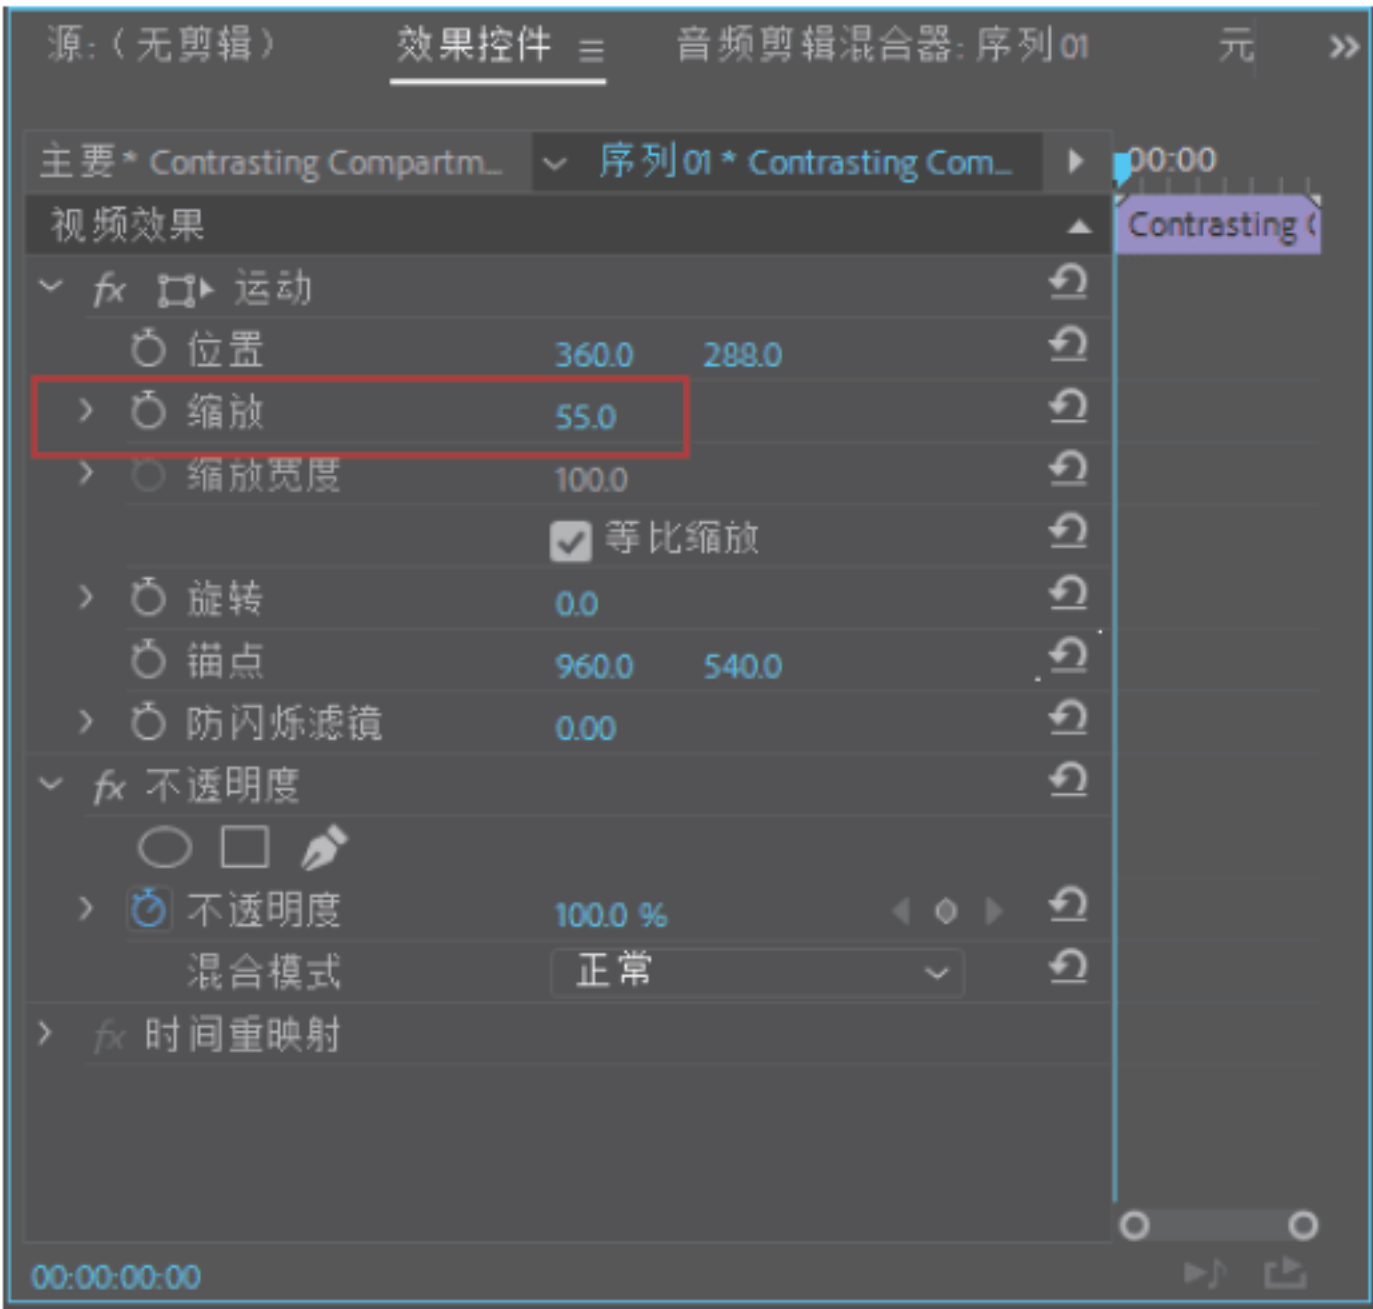 源:（无剪辑） 效果控件 音频剪辑混合器: 序列 01 元
主要 * Contrasting Compartm... 序列 01 * Contrasting Com... 00:00
视频效果 Contrasting
fx 运动
位置 360.0 288.0
缩放 55.0
缩放宽度 100.0
等比缩放
旋转 0.0
锚点 960.0 540.0
防闪烁滤镜 0.00
fx 不透明度
不透明度 100.0 %
混合模式 正常
fx 时间重映射
00:00:00:00